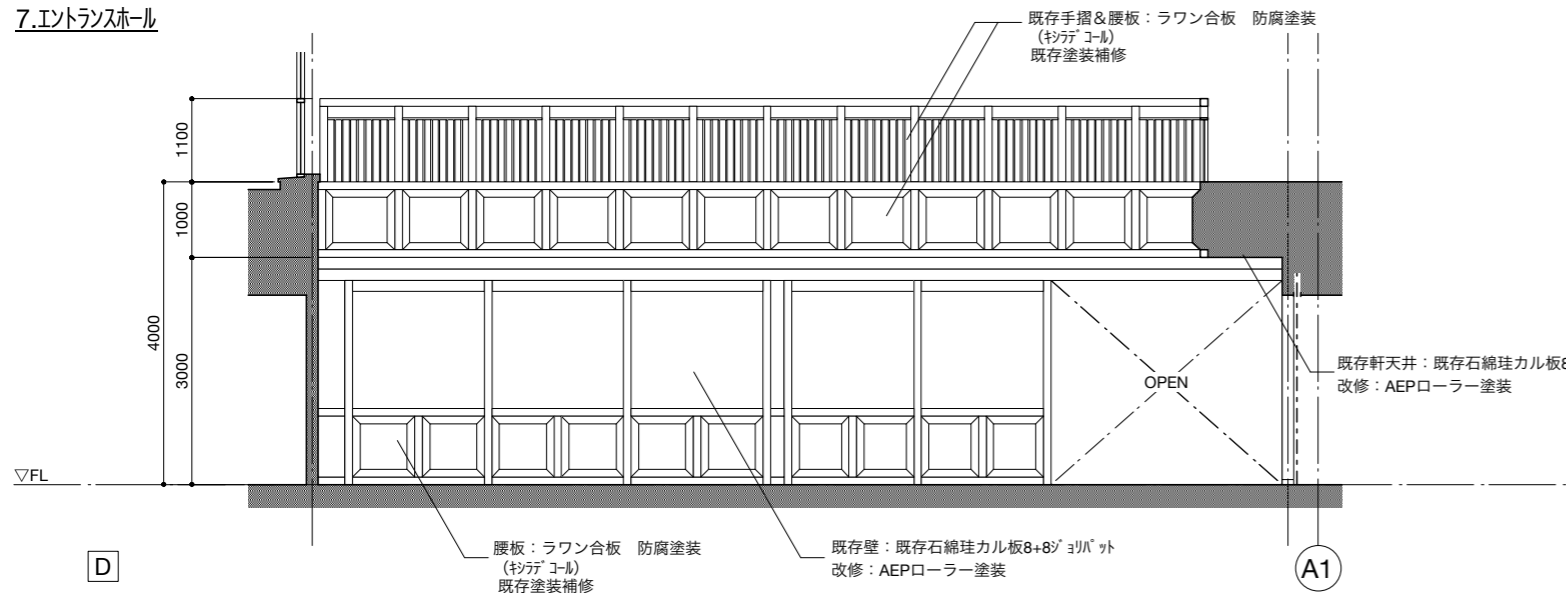 7.エントランスホール
既存手摺&腰板:ラワン合板 防腐塗装
(キシラデコール)
既存塗装補修
1100
1000
4000
3000
OPEN
既存軒天井:既存石綿珪カル板8
改修:AEPローラー塗装
▽FL
腰板:ラワン合板 防腐塗装
(キシラデコール)
既存塗装補修
既存壁:既存石綿珪カル板8+8ジョリパット
改修:AEPローラー塗装
D
A1